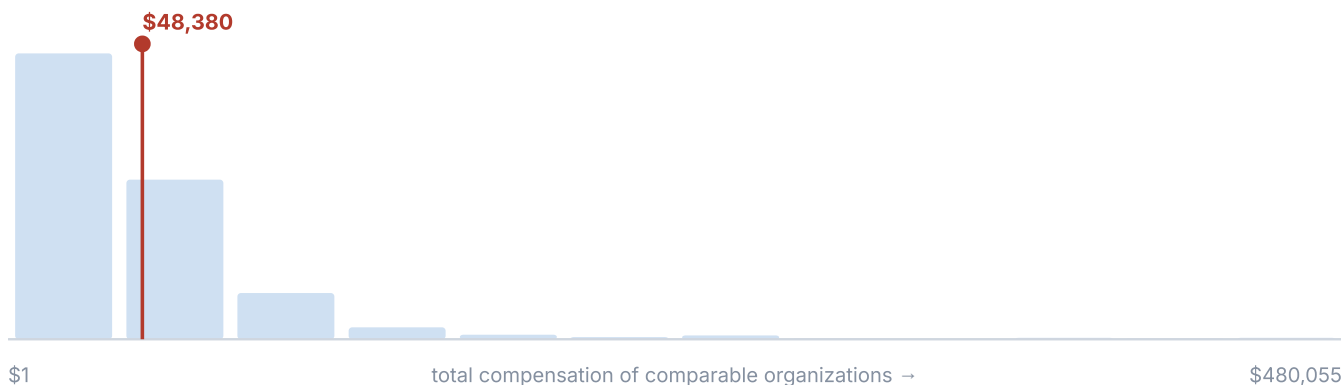 $48,380
$1 total compensation of comparable organizations → $480,055